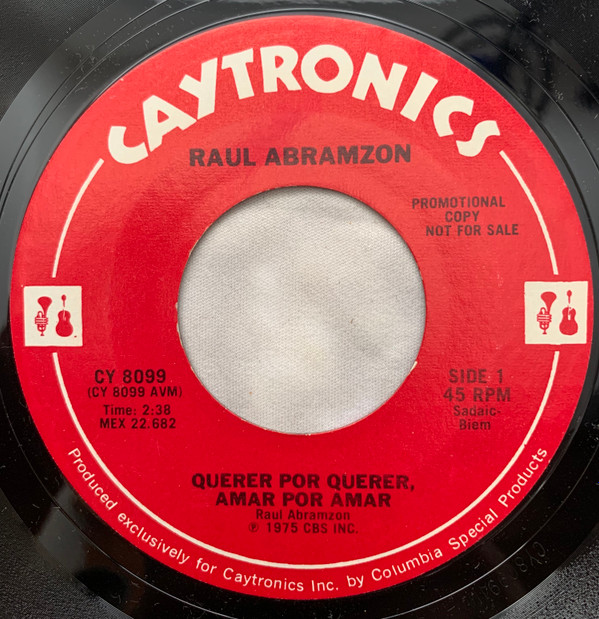 CAYTRONICS
RAUL ABRAMZON
PROMOTIONAL
COPY
NOT FOR SALE
CY 8099
(CY 8099 AVM)
Time: 2:38
MEX 22.682
SIDE 1
45 RPM
Sadaic-
Biem
QUERER POR QUERER,
AMAR POR AMAR
Raul Abramzon
℗ 1975 CBS INC.
Produced exclusively for Caytronics Inc. by Columbia Special Products